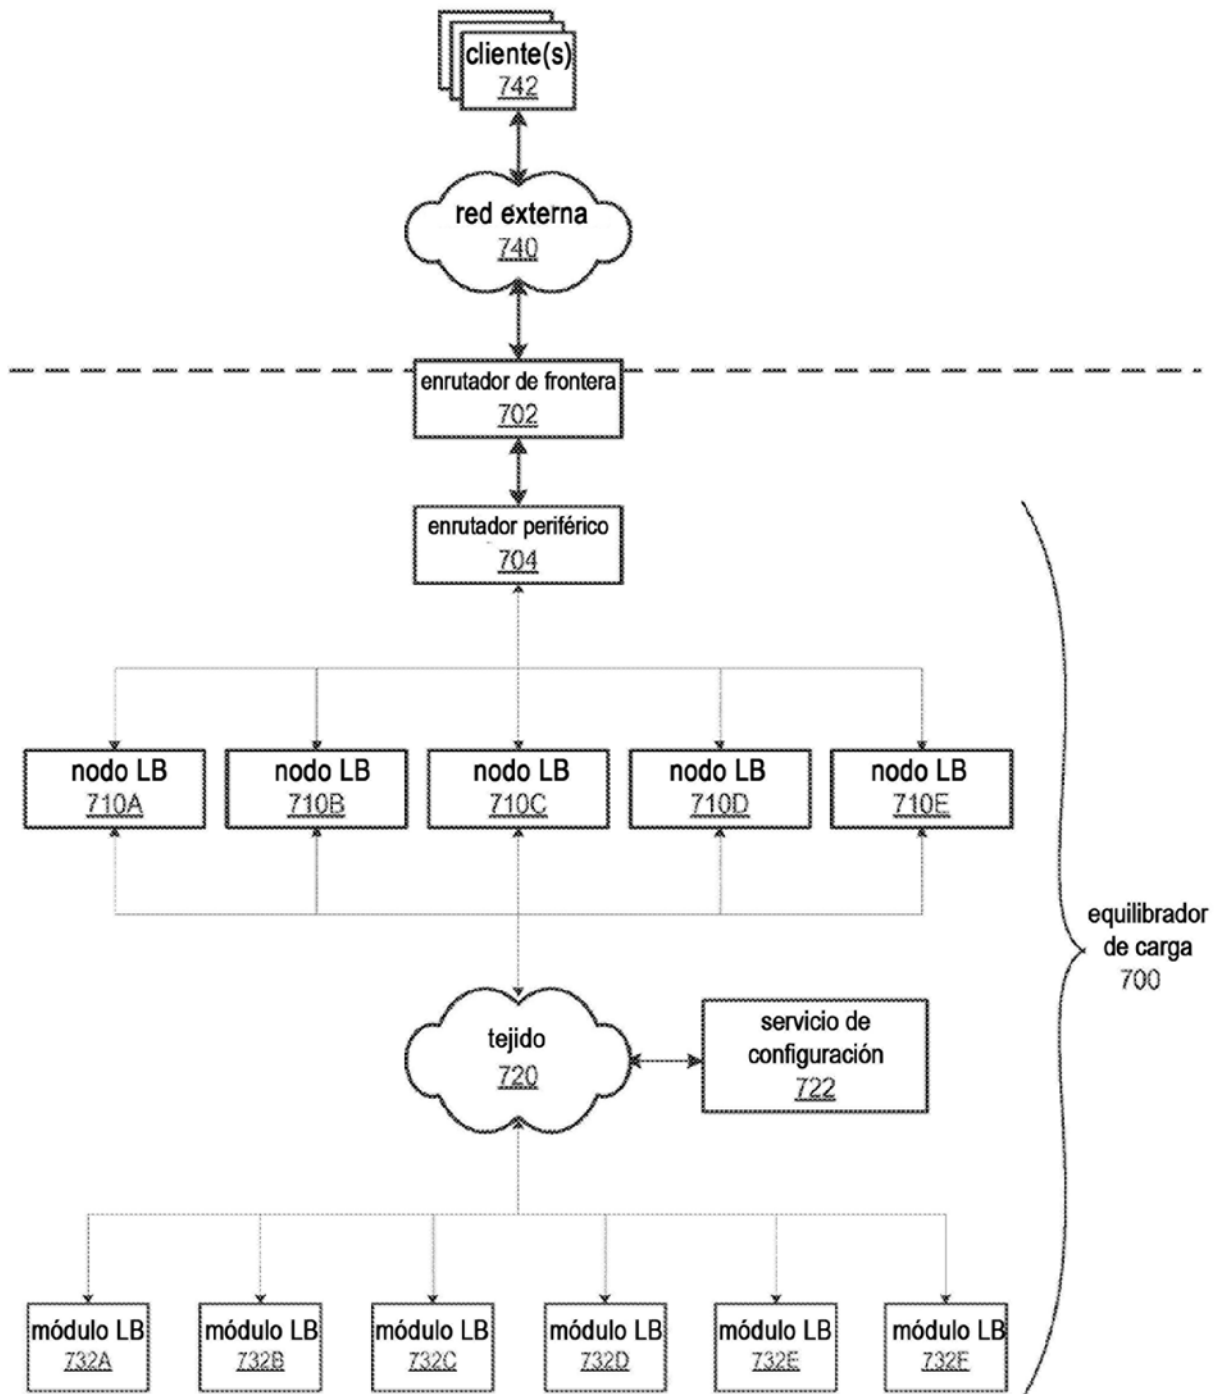 cliente(s)
742
red externa
740
enrutador de frontera
702
enrutador periférico
704
nodo LB
710A
nodo LB
710B
nodo LB
710C
nodo LB
710D
nodo LB
710E
equilibrador
de carga
700
tejido
720
servicio de
configuración
722
módulo LB
732A
módulo LB
732B
módulo LB
732C
módulo LB
732D
módulo LB
732E
módulo LB
732F